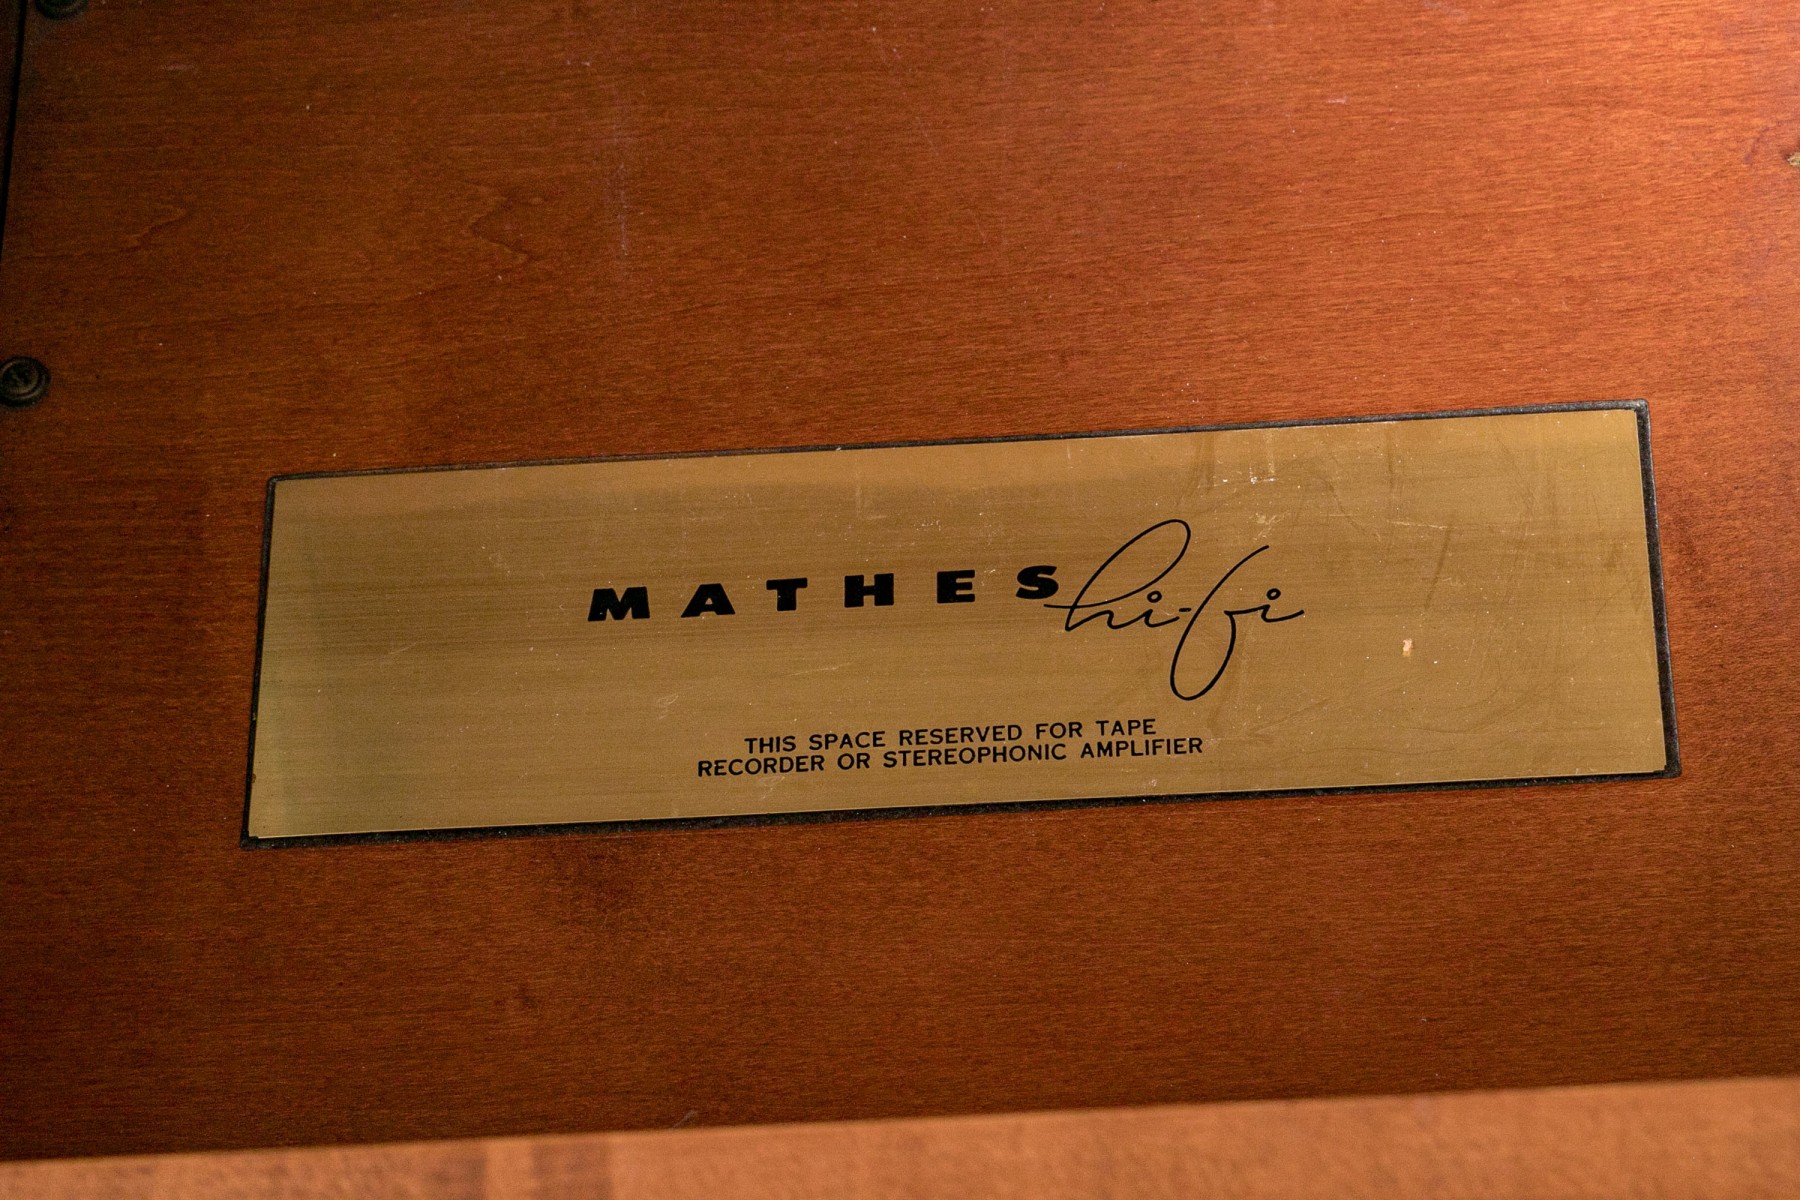 MATHES hi-fi
THIS SPACE RESERVED FOR TAPE
RECORDER OR STEREOPHONIC AMPLIFIER